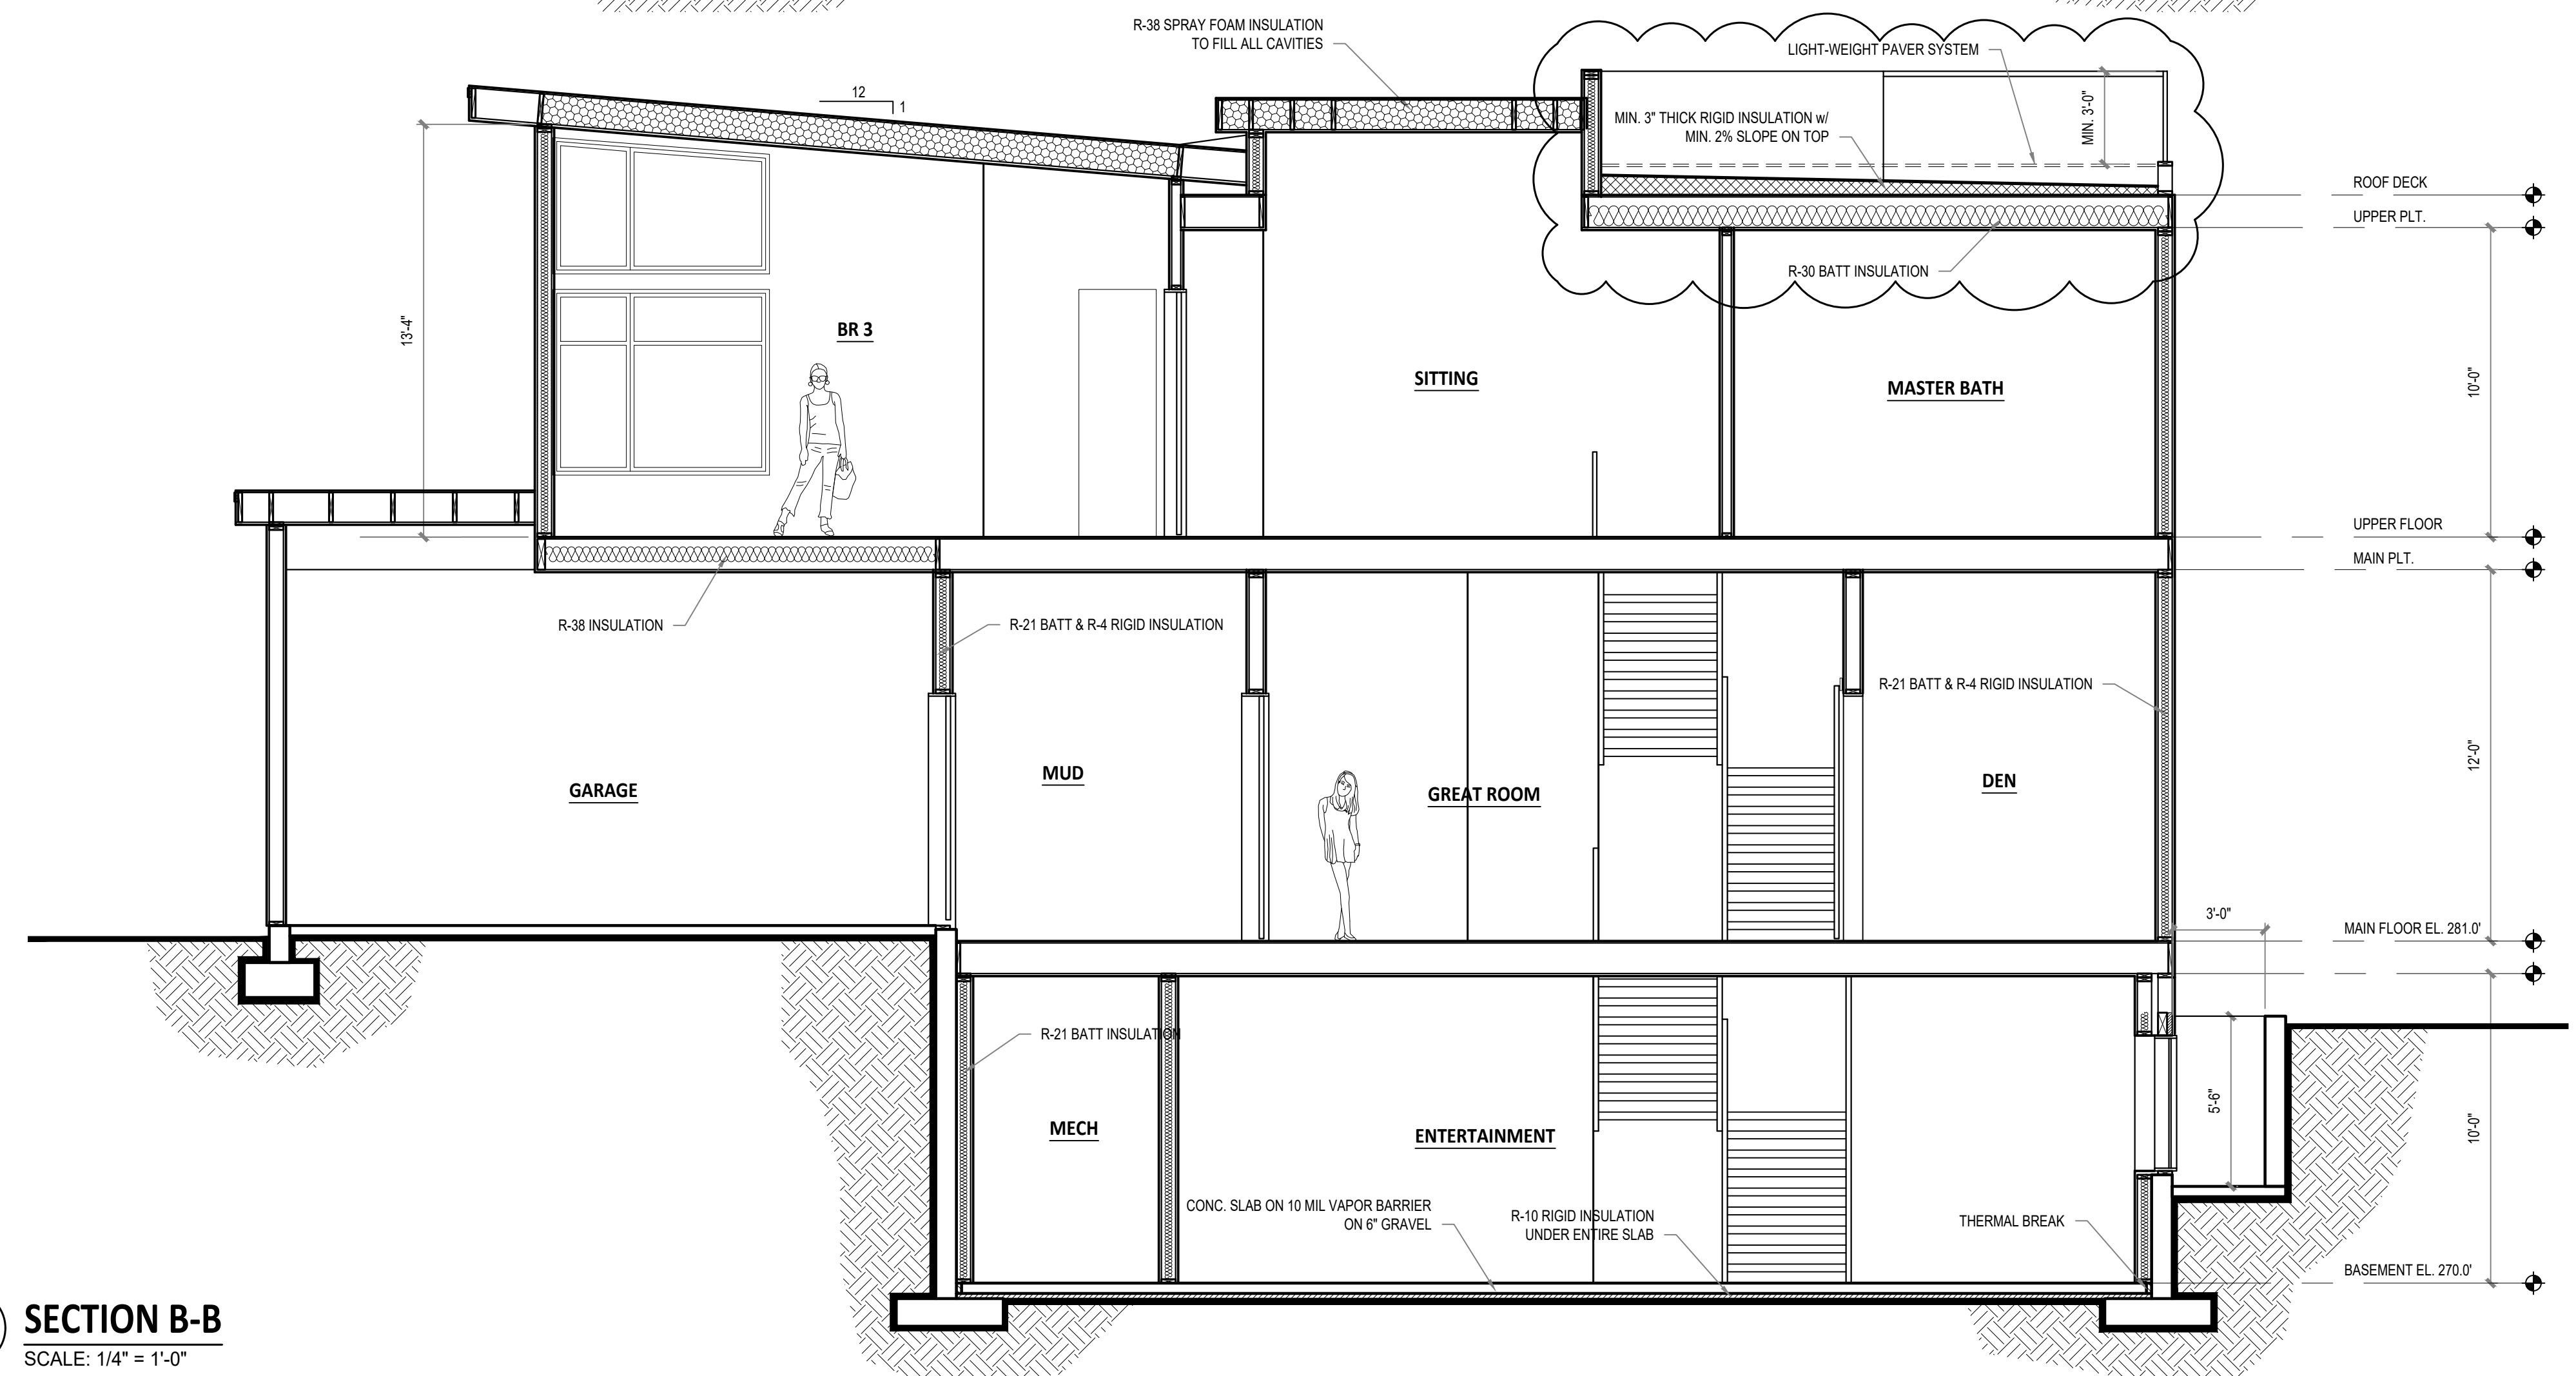 R-38 SPRAY FOAM INSULATION
TO FILL ALL CAVITIES
LIGHT-WEIGHT PAVER SYSTEM
12
1
MIN. 3" THICK RIGID INSULATION w/
MIN. 2% SLOPE ON TOP
MIN. 3'-0"
ROOF DECK
UPPER PLT.
R-30 BATT INSULATION
13'-4"
BR 3
SITTING
MASTER BATH
10'-0"
UPPER FLOOR
MAIN PLT.
R-38 INSULATION
R-21 BATT & R-4 RIGID INSULATION
R-21 BATT & R-4 RIGID INSULATION
GARAGE
MUD
GREAT ROOM
DEN
12'-0"
3'-0"
MAIN FLOOR EL. 281.0'
R-21 BATT INSULATION
MECH
ENTERTAINMENT
5'-6"
10'-0"
CONC. SLAB ON 10 MIL VAPOR BARRIER
ON 6" GRAVEL
R-10 RIGID INSULATION
UNDER ENTIRE SLAB
THERMAL BREAK
BASEMENT EL. 270.0'
SECTION B-B
SCALE: 1/4" = 1'-0"